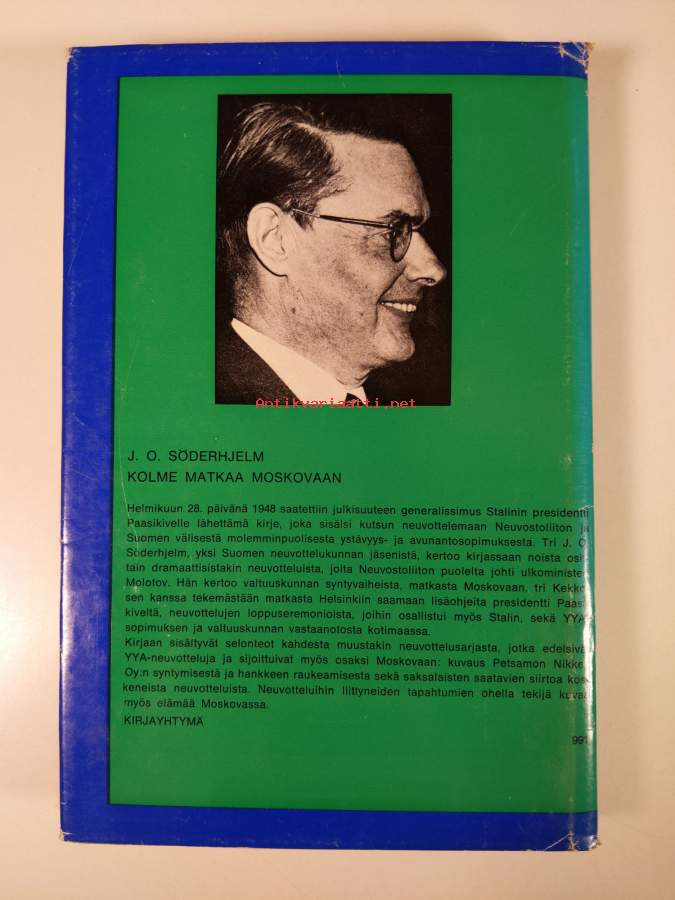 Antikvariaatti.net
J. O. SÖDERHJELM
KOLME MATKAA MOSKOVAAN
Helmikuun 28. päivänä 1948 saatettiin julkisuuteen generalissimus Stalinin presidentti
Paasikivelle lähettämä kirje, joka sisälsi kutsun neuvottelemaan Neuvostoliiton ja
Suomen välisestä molemminpuolisesta ystävyys- ja avunantosopimuksesta. Tri J. O.
Söderhjelm, yksi Suomen neuvottelukunnan jäsenistä, kertoo kirjassaan noista osit
tain dramaattisistakin neuvotteluista, joita Neuvostoliiton puolelta johti ulkoministeri
Molotov. Hän kertoo valtuuskunnan syntyvaiheista, matkasta Moskovaan, tri Kekko
sen kanssa tekemästään matkasta Helsinkiin saamaan lisäohjeita presidentti Paasi
kiveltä, neuvottelujen loppuseremonioista, joihin osallistui myös Stalin, sekä YYA-
sopimuksen ja valtuuskunnan vastaanotosta kotimaassa.
Kirjaan sisältyvät selonteot kahdesta muustakin neuvottelusarjasta, jotka edelsivät
YYA-neuvotteluja ja sijoittuivat myös osaksi Moskovaan: kuvaus Petsamon Nikkeli
Oy:n syntymisestä ja hankkeen raukeamisesta sekä saksalaisten saatavien siirtoa kos
keneista neuvotteluista. Neuvotteluihin liittyneiden tapahtumien ohella tekijä kuvaa
myös elämää Moskovassa.
KIRJAYHTYMÄ
991